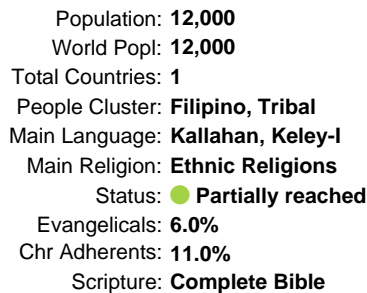 Population: 12,000
World Popl: 12,000
Total Countries: 1
People Cluster: Filipino, Tribal
Main Language: Kallahan, Keley-I
Main Religion: Ethnic Religions
Status: Partially reached
Evangelicals: 6.0%
Chr Adherents: 11.0%
Scripture: Complete Bible